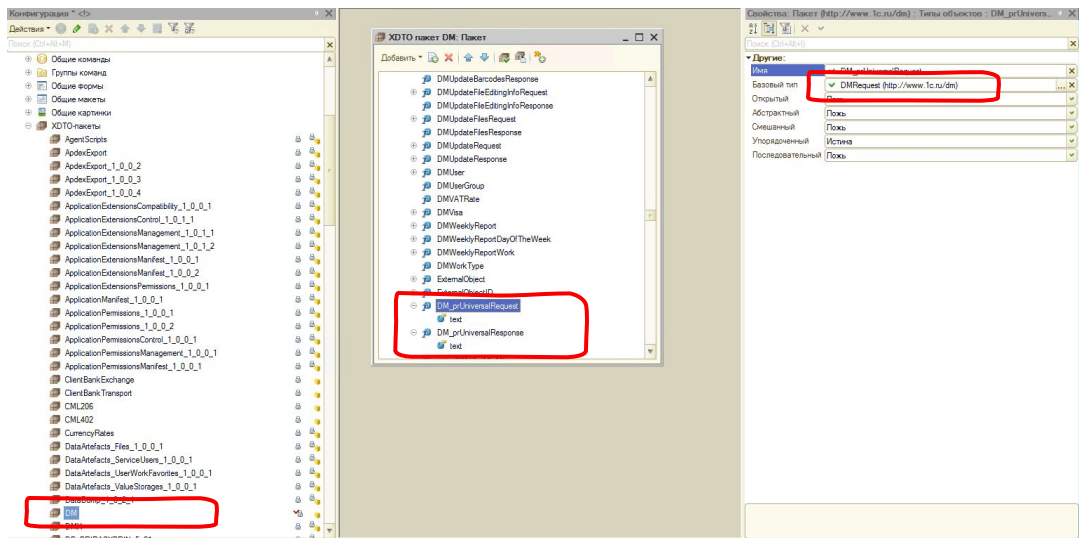 Конфигурация * <!>
Действия
Поиск (Ctrl+Alt+M)
Общие команды
Группы команд
Общие формы
Общие макеты
Общие картинки
XDTO-пакеты
AgentScripts
ApdexExport
ApdexExport_1_0_0_2
ApdexExport_1_0_0_3
ApdexExport_1_0_0_4
ApplicationExtensionsCompatibility_1_0_0_1
ApplicationExtensionsControl_1_0_1_1
ApplicationExtensionsManagement_1_0_1_1
ApplicationExtensionsManagement_1_0_1_2
ApplicationExtensionsManifest_1_0_0_1
ApplicationExtensionsManifest_1_0_0_2
ApplicationExtensionsPermissions_1_0_0_1
ApplicationManifest_1_0_0_1
ApplicationPermissions_1_0_0_1
ApplicationPermissions_1_0_0_2
ApplicationPermissionsControl_1_0_0_1
ApplicationPermissionsManagement_1_0_0_1
ApplicationPermissionsManifest_1_0_0_1
ClientBankExchange
ClientBankTransport
CML206
CML402
CurrencyRates
DataArtefacts_Files_1_0_0_1
DataArtefacts_ServiceUsers_1_0_0_1
DataArtefacts_UserWorkFavorites_1_0_0_1
DataArtefacts_ValueStorages_1_0_0_1
DM
XDTO пакет DM: Пакет
Добавить
DMUpdateBarcodesResponse
DMUpdateFileEditingInfoRequest
DMUpdateFileEditingInfoResponse
DMUpdateFilesRequest
DMUpdateFilesResponse
DMUpdateRequest
DMUpdateResponse
DMUser
DMUserGroup
DMVATRate
DMVisa
DMWeeklyReport
DMWeeklyReportDayOfTheWeek
DMWeeklyReportWork
DMWorkType
ExternalObject
ExternalObjectID
DM_prUniversalRequest
text
DM_prUniversalResponse
text
Свойства: Пакет (http://www.1c.ru/dm) : Типы объектов : DM_prUnivers...
Поиск (Ctrl+Alt+I)
Другие:
Имя DM_prUniversalRequest
Базовый тип DMRequest (http://www.1c.ru/dm) ...
Открытый Ложь
Абстрактный Ложь
Смешанный Ложь
Упорядоченный Истина
Последовательный Ложь